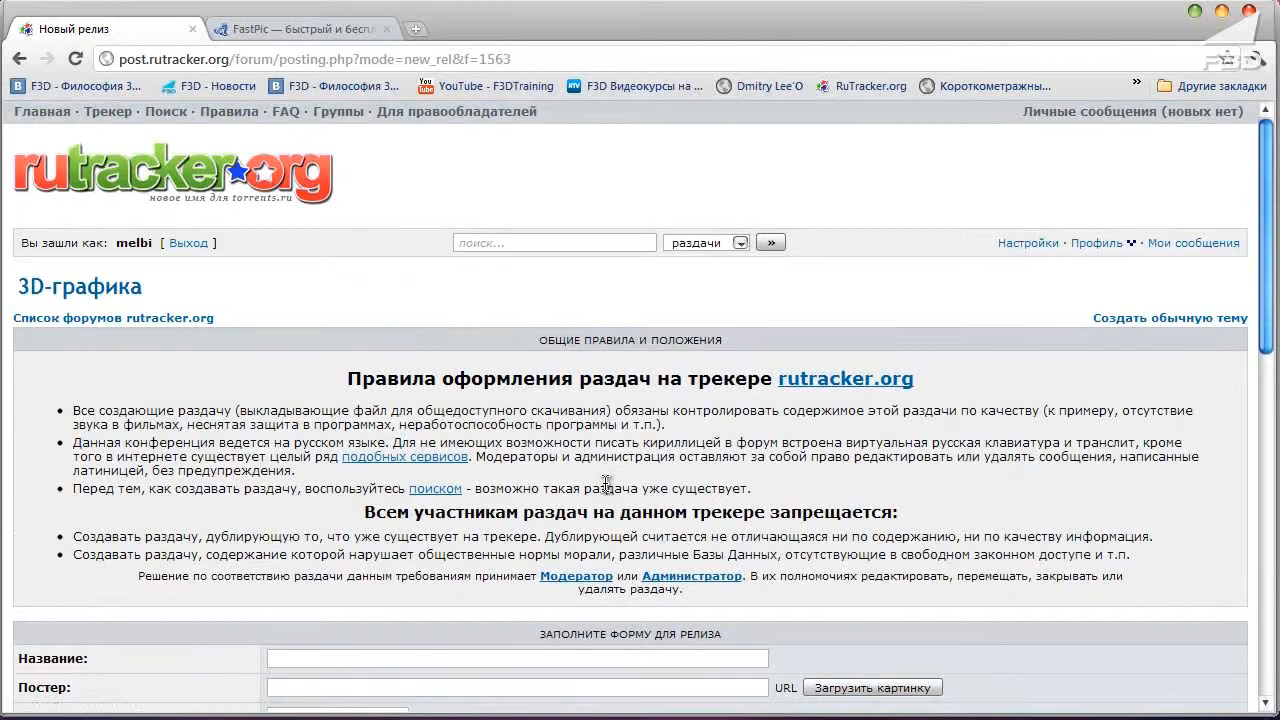 Новый релиз
FastPic — быстрый и беспл
post.rutracker.org/forum/posting.php?mode=new_rel&f=1563
F3D - Философия 3...
F3D - Новости
F3D - Философия 3...
YouTube - F3DTraining
F3D Видеокурсы на ...
Dmitry Lee'O
RuTracker.org
Короткометражны...
»
Другие закладки
Главная · Трекер · Поиск · Правила · FAQ · Группы · Для правообладателей
Личные сообщения (новых нет)
rutracker.org
новое имя для torrents.ru
Вы зашли как: melbi [ Выход ]
поиск...
раздачи
»
Настройки · Профиль · Мои сообщения
3D-графика
Список форумов rutracker.org
Создать обычную тему
ОБЩИЕ ПРАВИЛА И ПОЛОЖЕНИЯ
Правила оформления раздач на трекере rutracker.org
• Все создающие раздачу (выкладывающие файл для общедоступного скачивания) обязаны контролировать содержимое этой раздачи по качеству (к примеру, отсутствие
звука в фильмах, неснятая защита в программах, неработоспособность программы и т.п.).
• Данная конференция ведется на русском языке. Для не имеющих возможности писать кириллицей в форум встроена виртуальная русская клавиатура и транслит, кроме
того в интернете существует целый ряд подобных сервисов. Модераторы и администрация оставляют за собой право редактировать или удалять сообщения, написанные
латиницей, без предупреждения.
• Перед тем, как создавать раздачу, воспользуйтесь поиском - возможно такая раздача уже существует.
Всем участникам раздач на данном трекере запрещается:
• Создавать раздачу, дублирующую то, что уже существует на трекере. Дублирующей считается не отличающаяся ни по содержанию, ни по качеству информация.
• Создавать раздачу, содержание которой нарушает общественные нормы морали, различные Базы Данных, отсутствующие в свободном законном доступе и т.п.
Решение по соответствию раздачи данным требованиям принимает Модератор или Администратор. В их полномочиях редактировать, перемещать, закрывать или
удалять раздачу.
ЗАПОЛНИТЕ ФОРМУ ДЛЯ РЕЛИЗА
Название:
Постер:
URL
Загрузить картинку